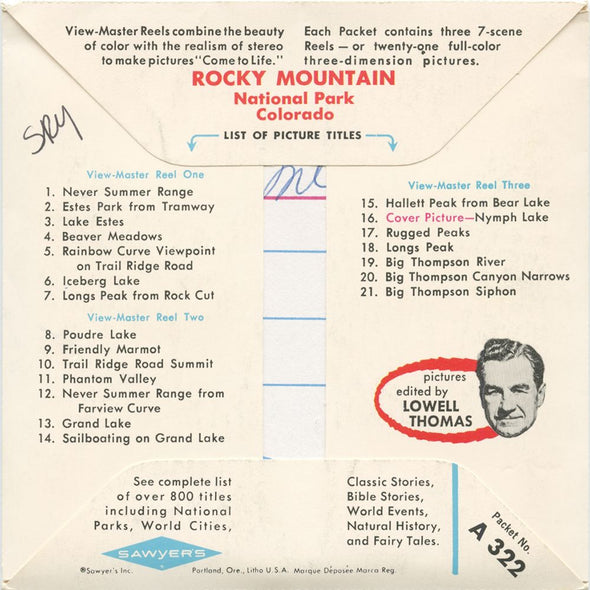 View-Master Reels combine the beauty
of color with the realism of stereo
to make pictures "Come to Life."
Each Packet contains three 7-scene
Reels — or twenty-one full-color
three-dimension pictures.
ROCKY MOUNTAIN
National Park
Colorado
LIST OF PICTURE TITLES
SRY
View-Master Reel One
1. Never Summer Range
2. Estes Park from Tramway
3. Lake Estes
4. Beaver Meadows
5. Rainbow Curve Viewpoint
on Trail Ridge Road
6. Iceberg Lake
7. Longs Peak from Rock Cut
View-Master Reel Two
8. Poudre Lake
9. Friendly Marmot
10. Trail Ridge Road Summit
11. Phantom Valley
12. Never Summer Range from
Farview Curve
13. Grand Lake
14. Sailboating on Grand Lake
View-Master Reel Three
15. Hallett Peak from Bear Lake
16. Cover Picture—Nymph Lake
17. Rugged Peaks
18. Longs Peak
19. Big Thompson River
20. Big Thompson Canyon Narrows
21. Big Thompson Siphon
pictures
edited by
LOWELL
THOMAS
See complete list
of over 800 titles
including National
Parks, World Cities,
Classic Stories,
Bible Stories,
World Events,
Natural History,
and Fairy Tales.
SAWYER'S
®Sawyer's Inc. Portland, Ore., Litho U.S.A. Marque Déposée Marca Reg.
Packet No.
A 322